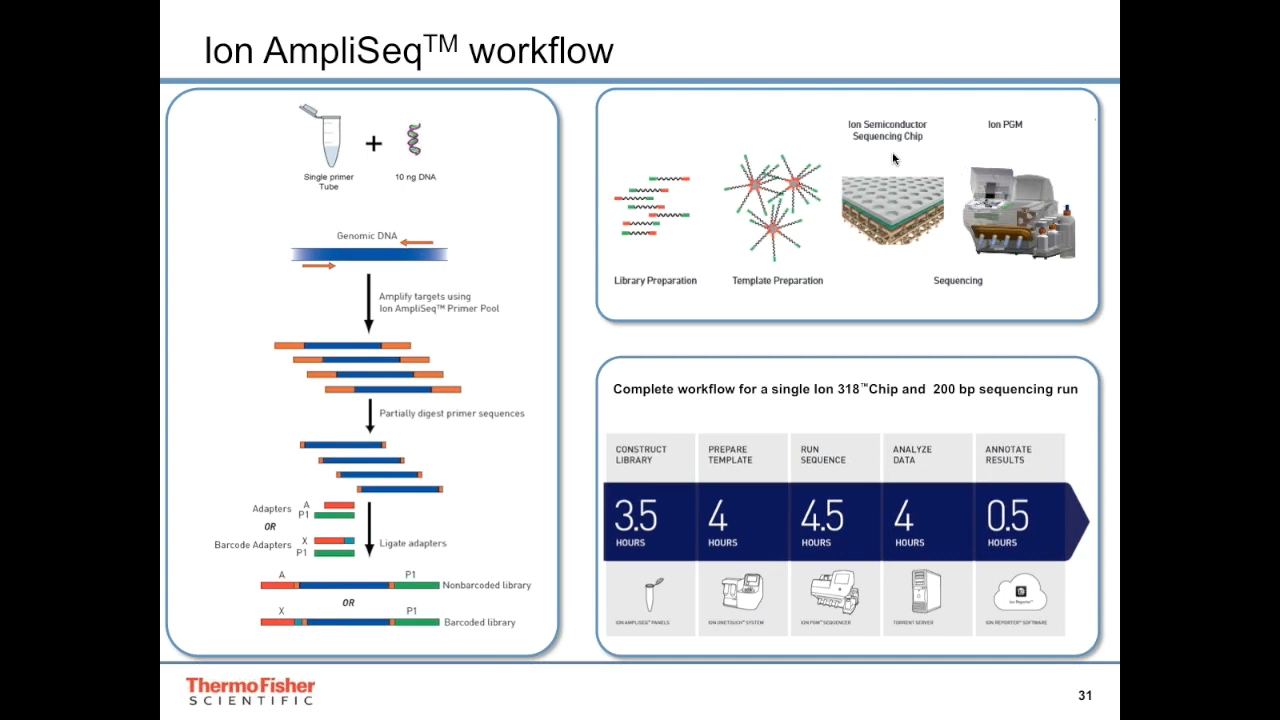 Ion AmpliSeq™ workflow
Single primer
Tube
+
10 ng DNA
Genomic DNA
Amplify targets using
Ion AmpliSeq™ Primer Pool
Partially digest primer sequences
Adapters
A
P1
OR
Barcode Adapters
X
P1
Ligate adapters
A
P1
Nonbarcoded library
OR
X
P1
Barcoded library
Ion Semiconductor
Sequencing Chip
Ion PGM
Library Preparation
Template Preparation
Sequencing
Complete workflow for a single Ion 318™Chip and 200 bp sequencing run
CONSTRUCT
LIBRARY
PREPARE
TEMPLATE
RUN
SEQUENCE
ANALYZE
DATA
ANNOTATE
RESULTS
3.5
HOURS
4
HOURS
4.5
HOURS
4
HOURS
0.5
HOURS
Ion Reporter™
ION AMPLISEQ™ PANELS
ION ONETOUCH™ SYSTEM
ION PGM™ SEQUENCER
TORRENT SERVER
ION REPORTER™ SOFTWARE
ThermoFisher
SCIENTIFIC
31